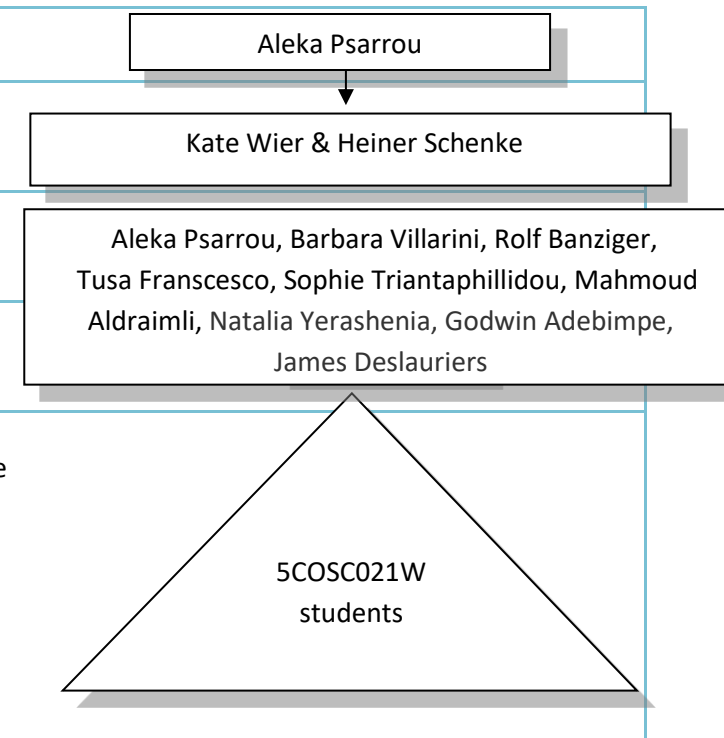 Aleka Psarrou
Kate Wier & Heiner Schenke
Aleka Psarrou, Barbara Villarini, Rolf Banziger,
Tusa Franscesco, Sophie Triantaphillidou, Mahmoud
Aldraimli, Natalia Yerashenia, Godwin Adebimpe,
James Deslauriers
e
5COSC021W
students